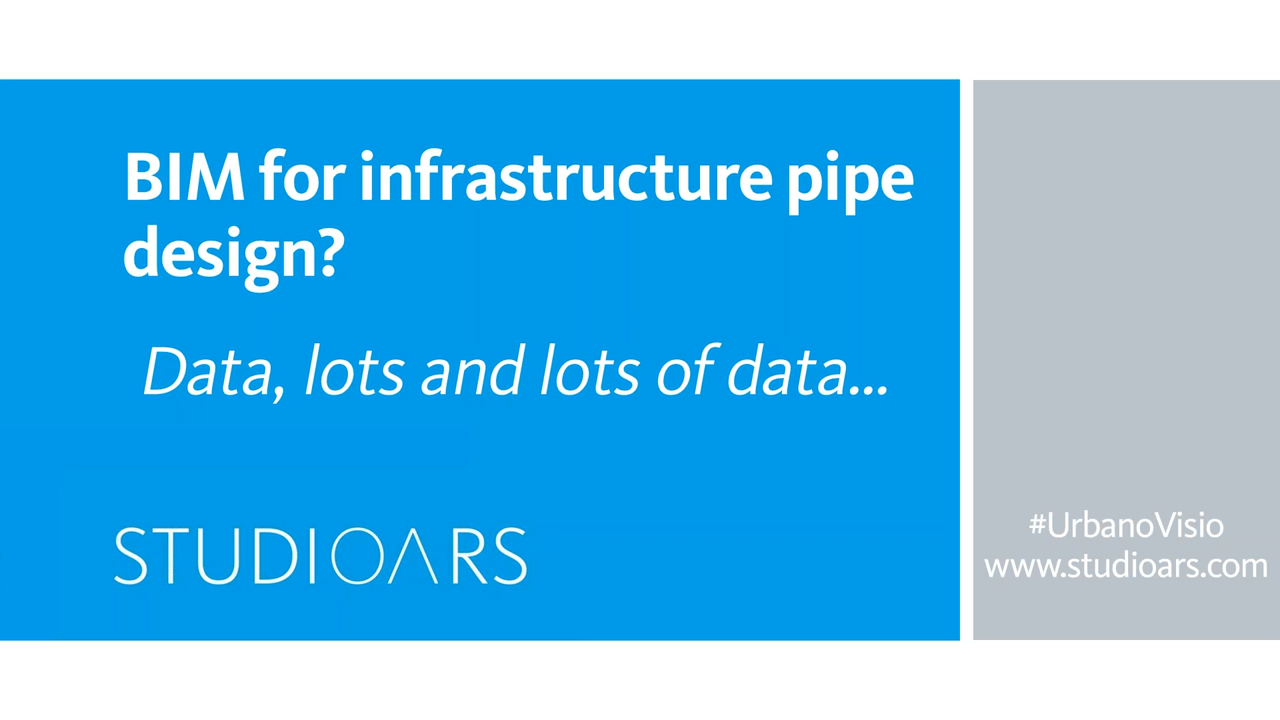 BIM for infrastructure pipe
design?
Data, lots and lots of data...
STUDIOARS
#UrbanoVisio
www.studioars.com